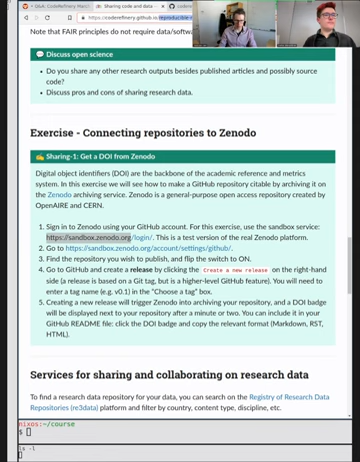 Q&A: CodeRefinery March
Sharing code and data —
https://coderefinery.github.io/reproducible-
Note that FAIR principles do not require data/softw
Discuss open science
Do you share any other research outputs besides published articles and possibly source
code?
Discuss pros and cons of sharing research data.
Exercise - Connecting repositories to Zenodo
Sharing-1: Get a DOI from Zenodo
Digital object identifiers (DOI) are the backbone of the academic reference and metrics
system. In this exercise we will see how to make a GitHub repository citable by archiving it on
the Zenodo archiving service. Zenodo is a general-purpose open access repository created by
OpenAIRE and CERN.
1. Sign in to Zenodo using your GitHub account. For this exercise, use the sandbox service:
https://sandbox.zenodo.org/login/. This is a test version of the real Zenodo platform.
2. Go to https://sandbox.zenodo.org/account/settings/github/.
3. Find the repository you wish to publish, and flip the switch to ON.
4. Go to GitHub and create a release by clicking the Create a new release on the right-hand
side (a release is based on a Git tag, but is a higher-level GitHub feature). You will need to
enter a tag name (e.g. v0.1) in the "Choose a tag" box.
5. Creating a new release will trigger Zenodo into archiving your repository, and a DOI badge
will be displayed next to your repository after a minute or two. You can include it in your
GitHub README file: click the DOI badge and copy the relevant format (Markdown, RST,
HTML).
Services for sharing and collaborating on research data
To find a research data repository for your data, you can search on the Registry of Research
Data Repositories (re3data) platform and filter by country, content type, discipline, etc.
nixos:~/course
$
ls -l